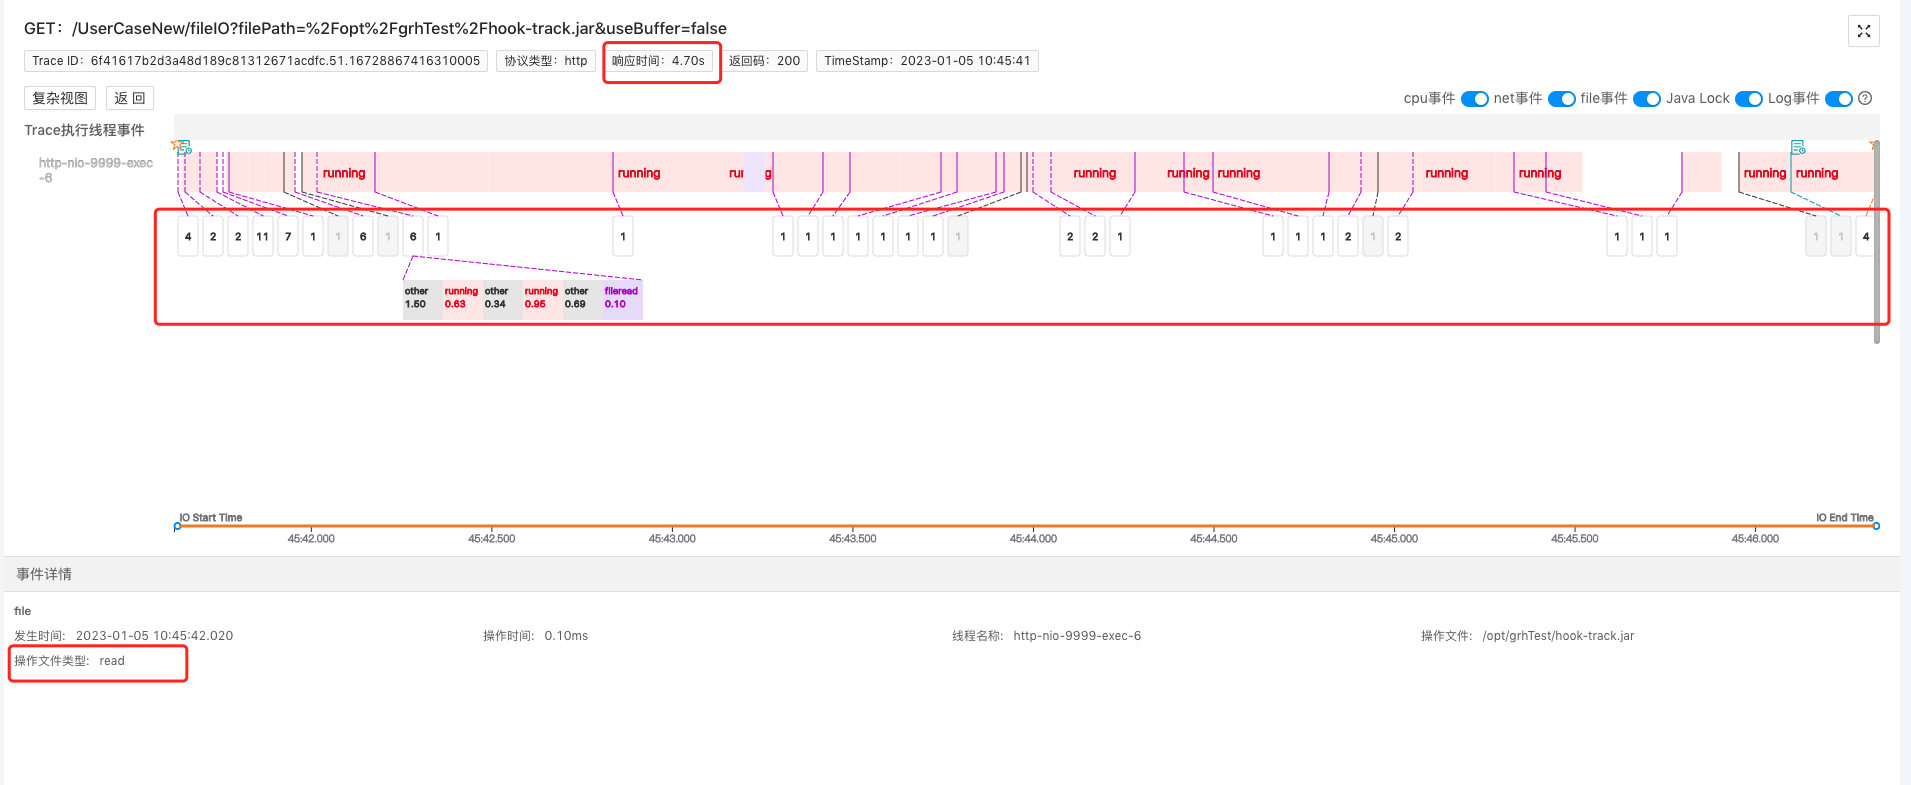 GET：/UserCaseNew/fileIO?filePath=%2Fopt%2FgrhTest%2Fhook-track.jar&useBuffer=false
Trace ID：6f41617b2d3a48d189c81312671acdfc.51.16728867416310005 协议类型：http 响应时间：4.70s 返回码：200 TimeStamp：2023-01-05 10:45:41
复杂视图 返 回 cpu事件 net事件 file事件 Java Lock Log事件 ?
Trace执行线程事件
http-nio-9999-exec
-6
running running ru g running running running running running running running
4 2 2 11 7 1 1 6 1 6 1 1 1 1 1 1 1 1 1 1 2 2 1 1 1 1 2 1 2 1 1 1 1 1 4
other running other running other fileread
1.50 0.63 0.34 0.95 0.69 0.10
IO Start Time IO End Time
45:42.000 45:42.500 45:43.000 45:43.500 45:44.000 45:44.500 45:45.000 45:45.500 45:46.000
事件详情
file
发生时间: 2023-01-05 10:45:42.020 操作时间: 0.10ms 线程名称: http-nio-9999-exec-6 操作文件: /opt/grhTest/hook-track.jar
操作文件类型: read